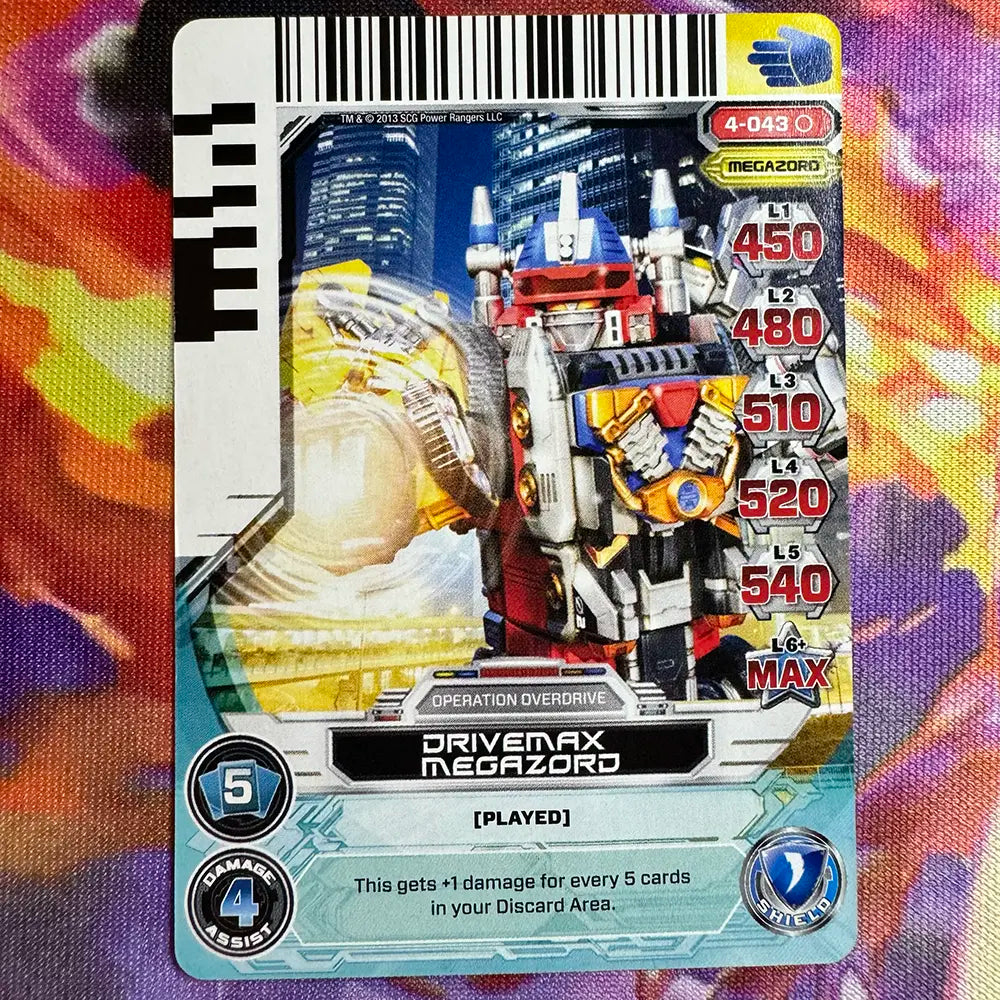 TM & © 2013 SCG Power Rangers LLC
4-043
MEGAZORD
L1
450
L2
480
L3
510
L4
520
L5
540
L6+
MAX
OPERATION OVERDRIVE
DRIVEMAX
MEGAZORD
5
[PLAYED]
DAMAGE
4
ASSIST
This gets +1 damage for every 5 cards
in your Discard Area.
SHIELD